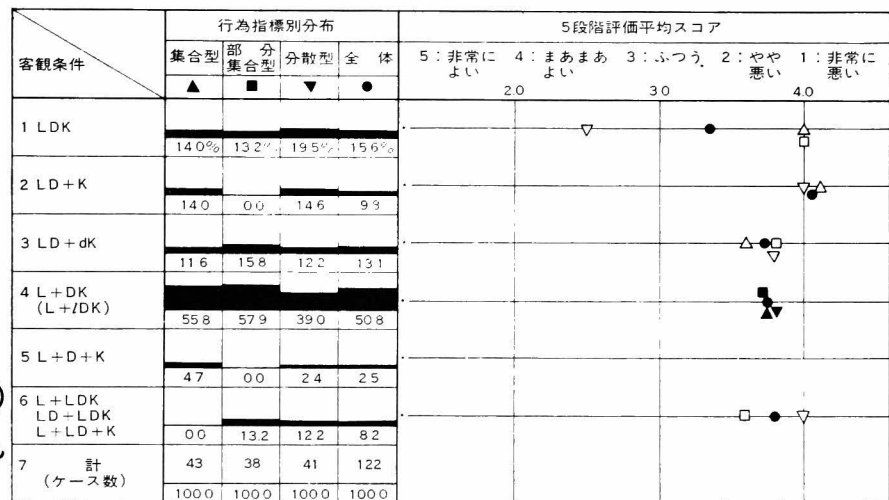 行為指標別分布 5段階評価平均スコア
客観条件 集合型 部分集合型 分散型 全体 5：非常によい 4：まあまあよい 3：ふつう 2：やや悪い 1：非常に悪い
▲ ■ ▼ ●
2.0 3.0 4.0
1 LDK
14.0% 13.2% 19.5% 15.6%
2 LD+K
14.0 0.0 14.6 9.8
3 LD+dK
11.6 15.8 12.2 13.1
4 L+DK
(L+lDK)
55.8 57.9 39.0 50.8
5 L+D+K
4.7 0.0 2.4 2.5
6 L+LDK
LD+LDK
L+LD+K
0.0 13.2 12.2 8.2
7 計 43 38 41 122
(ケース数)
100.0 100.0 100.0 100.0